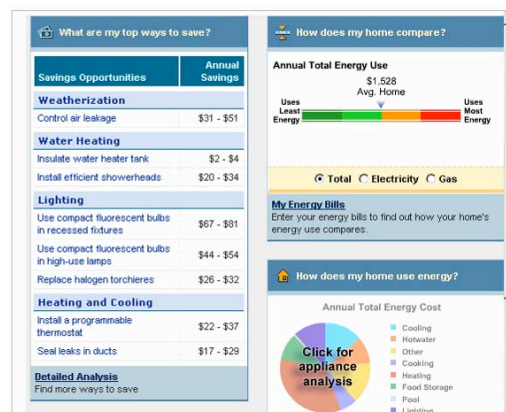 What are my top ways to save?
Savings Opportunities
Annual
Savings
Weatherization
Control air leakage $31 - $51
Water Heating
Insulate water heater tank $2 - $4
Install efficient showerheads $20 - $34
Lighting
Use compact fluorescent bulbs
in recessed fixtures $67 - $81
Use compact fluorescent bulbs
in high-use lamps $44 - $54
Replace halogen torchieres $26 - $32
Heating and Cooling
Install a programmable
thermostat $22 - $37
Seal leaks in ducts $17 - $29
Detailed Analysis
Find more ways to save
How does my home compare?
Annual Total Energy Use
$1,528
Avg. Home
Uses
Least
Energy
Uses
Most
Energy
Total Electricity Gas
My Energy Bills
Enter your energy bills to find out how your home's
energy use compares.
How does my home use energy?
Annual Total Energy Cost
Click for
appliance
analysis
Cooling
Hotwater
Other
Cooking
Heating
Food Storage
Pool
Lighting